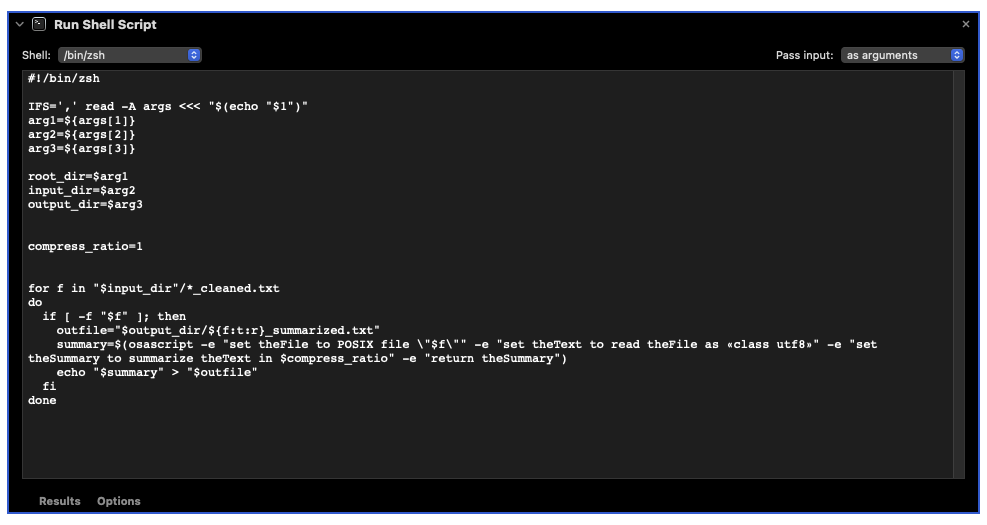 Run Shell Script
Shell: /bin/zsh Pass input: as arguments
#!/bin/zsh
IFS=',' read -A args <<< "$(echo "$1")"
arg1=${args[1]}
arg2=${args[2]}
arg3=${args[3]}
root_dir=$arg1
input_dir=$arg2
output_dir=$arg3
compress_ratio=1
for f in "$input_dir"/*_cleaned.txt
do
  if [ -f "$f" ]; then
    outfile="$output_dir/${f:t:r}_summarized.txt"
    summary=$(osascript -e "set theFile to POSIX file \"$f\"" -e "set theText to read theFile as «class utf8»" -e "set
theSummary to summarize theText in $compress_ratio" -e "return theSummary")
    echo "$summary" > "$outfile"
  fi
done
Results Options